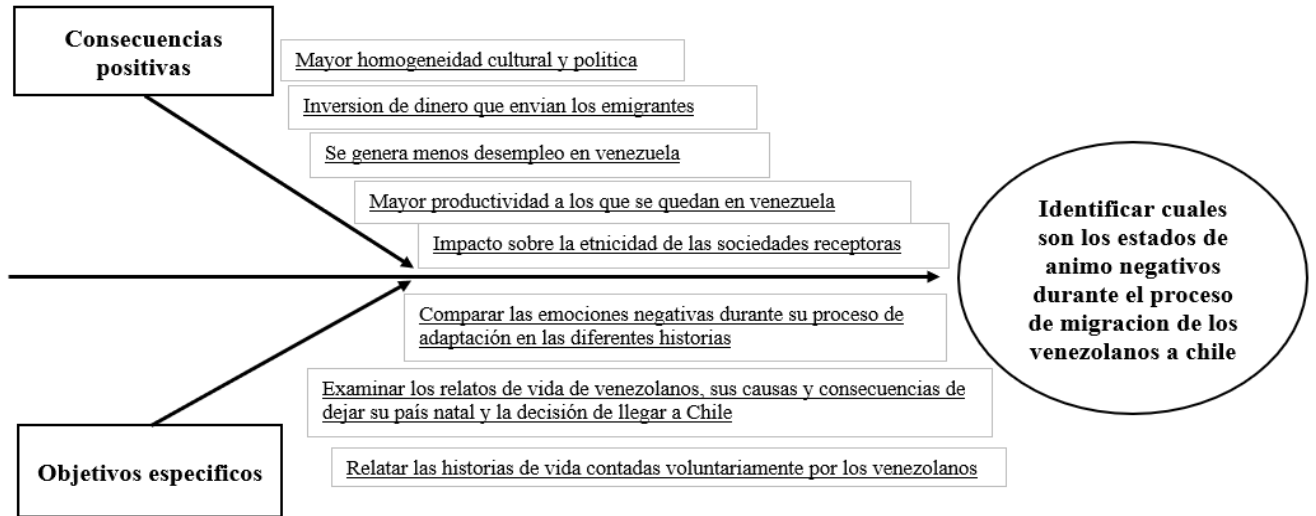 Consecuencias
positivas
Mayor homogeneidad cultural y politica
Inversion de dinero que envian los emigrantes
Se genera menos desempleo en venezuela
Mayor productividad a los que se quedan en venezuela
Impacto sobre la etnicidad de las sociedades receptoras
Identificar cuales
son los estados de
animo negativos
durante el proceso
de migracion de los
venezolanos a chile
Comparar las emociones negativas durante su proceso de
adaptación en las diferentes historias
Examinar los relatos de vida de venezolanos, sus causas y consecuencias de
dejar su país natal y la decisión de llegar a Chile
Objetivos especificos
Relatar las historias de vida contadas voluntariamente por los venezolanos